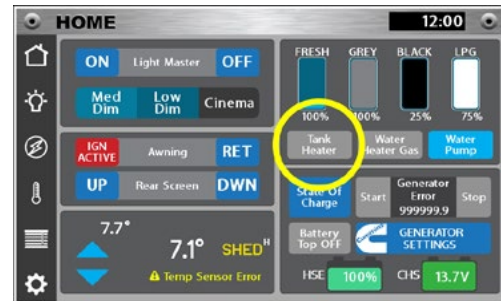 HOME
12:00
ON Light Master OFF
Med Dim
Low Dim
Cinema
IGN ACTIVE
Awning
RET
UP Rear Screen DWN
7.7°
7.1° SHED H
Temp Sensor Error
FRESH GREY BLACK LPG
100% 100% 25% 75%
Tank Heater
Water Heater Gas
Water Pump
State Of Charge
Start
Generator Error 999999.9
Stop
Battery Top OFF
GENERATOR SETTINGS
HSE 100% CHS 13.7V